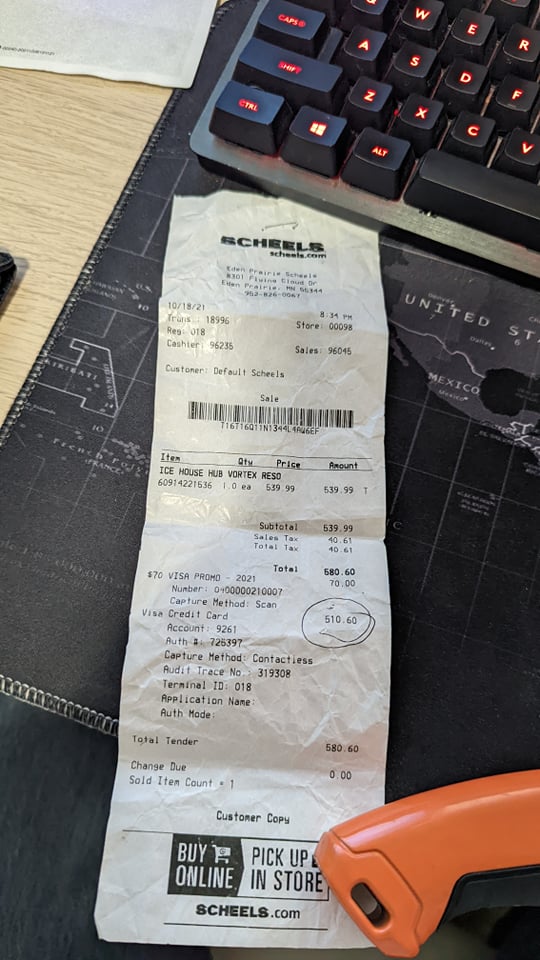 CAPS
W
E
R
A
S
D
F
SHIFT
Z
X
C
V
CTRL
ALT
UNITED ST
MEXICO
Mexico
Dallas
U.S.
KIRIBATI
SCHEELS
scheels.com
Eden Prairie Scheels
8301 Flying Cloud Dr
Eden Prairie, MN 55344
952-826-0067
10/18/21 8:34 PM
Trans.: 18996 Store: 00098
Reg: 018
Cashier: 96235 Sales: 96045
Customer: Default Scheels
Sale
716T16Q11N1344L4AW6EF
Item Qty Price Amount
ICE HOUSE HUB VORTEX RESO
60914221536 1.0 ea 539.99 539.99 T
Subtotal 539.99
Sales Tax 40.61
Total Tax 40.61
Total 580.60
$70 VISA PROMO - 2021 70.00
Number: 0400000210007
Capture Method: Scan
Visa Credit Card 510.60
Account: 9261
Auth #: 725397
Capture Method: Contactless
Audit Trace No.: 319308
Terminal ID: 018
Application Name:
Auth Mode:
Total Tender 580.60
Change Due 0.00
Sold Item Count = 1
Customer Copy
BUY ONLINE
PICK UP IN STORE
SCHEELS.com